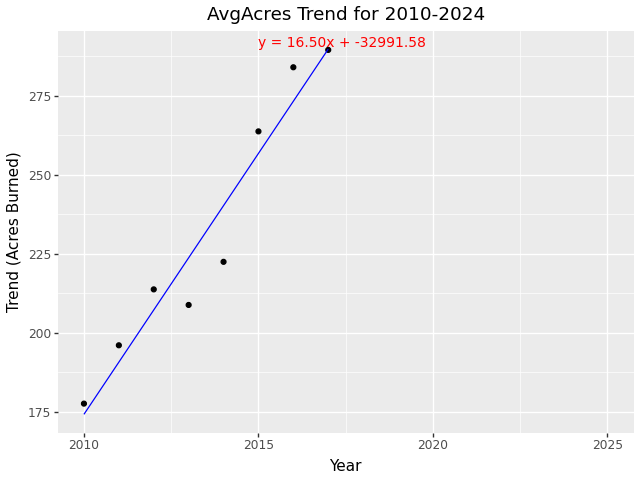 AvgAcres Trend for 2010-2024
y = 16.50x + -32991.58
Trend (Acres Burned)
275
250
225
200
175
2010
2015
2020
2025
Year